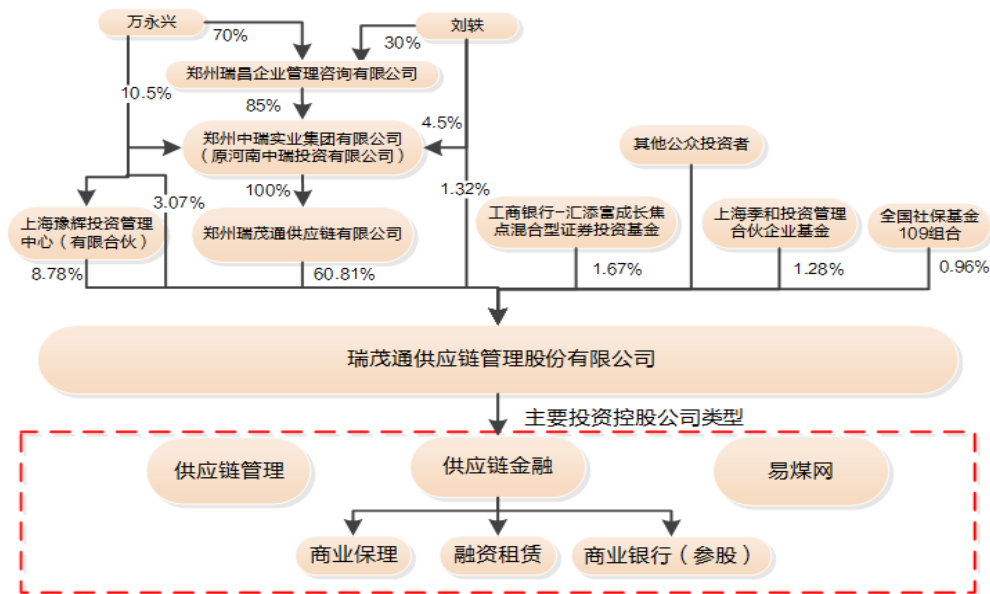 万永兴
刘轶
70%
30%
郑州瑞昌企业管理咨询有限公司
10.5%
85%
4.5%
郑州中瑞实业集团有限公司
（原河南中瑞投资有限公司）
其他公众投资者
100%
3.07%
1.32%
上海豫辉投资管理
中心（有限合伙）
郑州瑞茂通供应链有限公司
工商银行-汇添富成长焦
点混合型证券投资基金
上海季和投资管理
合伙企业基金
全国社保基金
109组合
8.78%
60.81%
1.67%
1.28%
0.96%
瑞茂通供应链管理股份有限公司
主要投资控股公司类型
供应链管理
供应链金融
易煤网
商业保理
融资租赁
商业银行（参股）